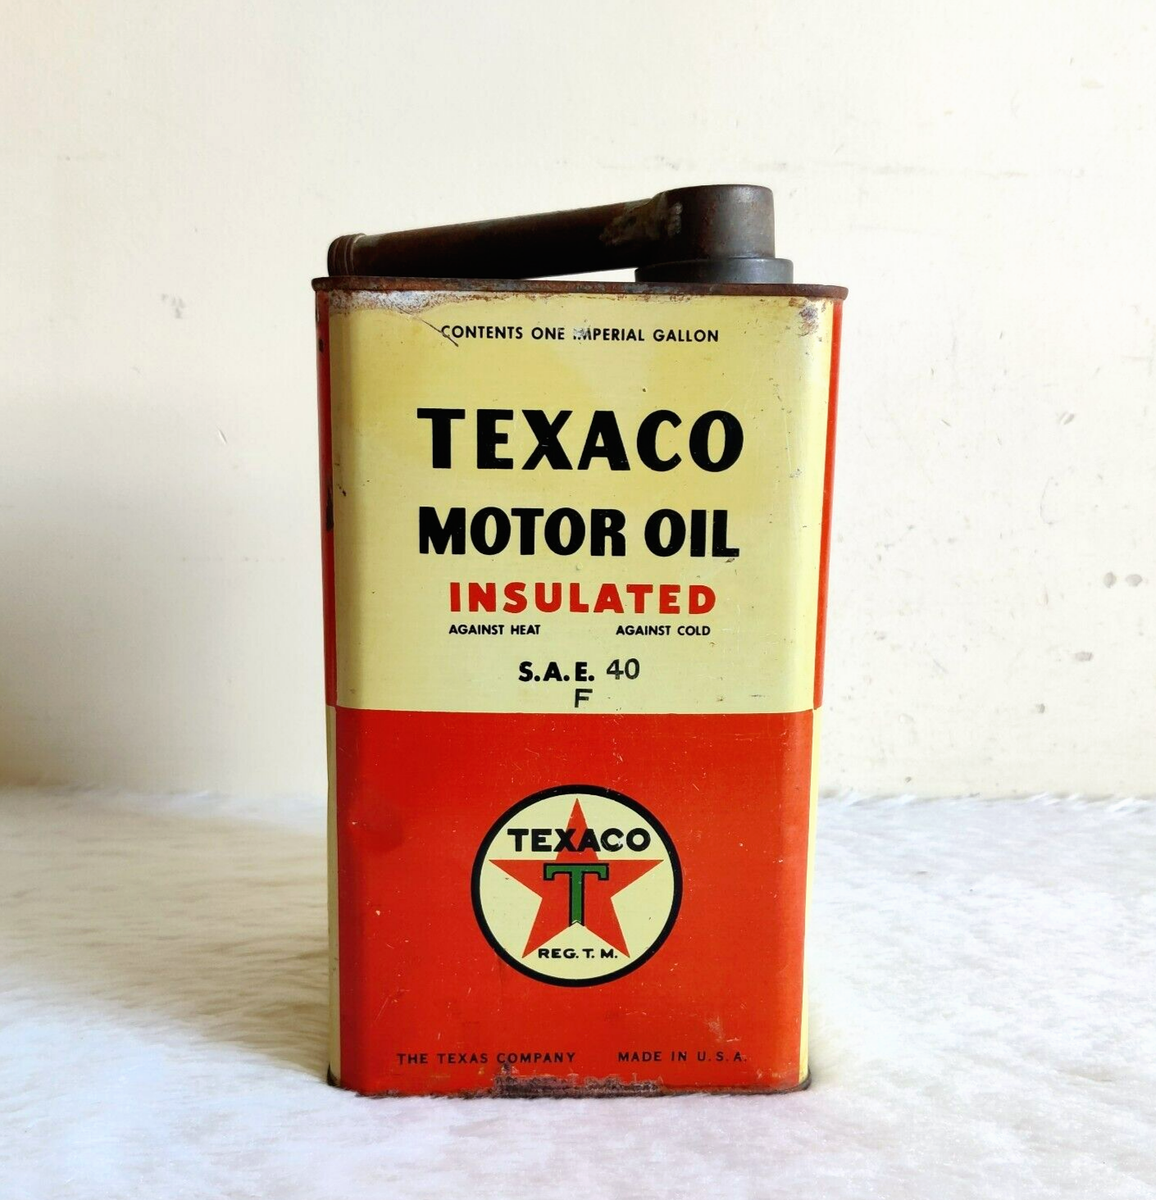 CONTENTS ONE IMPERIAL GALLON
TEXACO
MOTOR OIL
INSULATED
AGAINST HEAT AGAINST COLD
S.A.E. 40
F
TEXACO
T
REG. T. M.
THE TEXAS COMPANY MADE IN U.S.A.